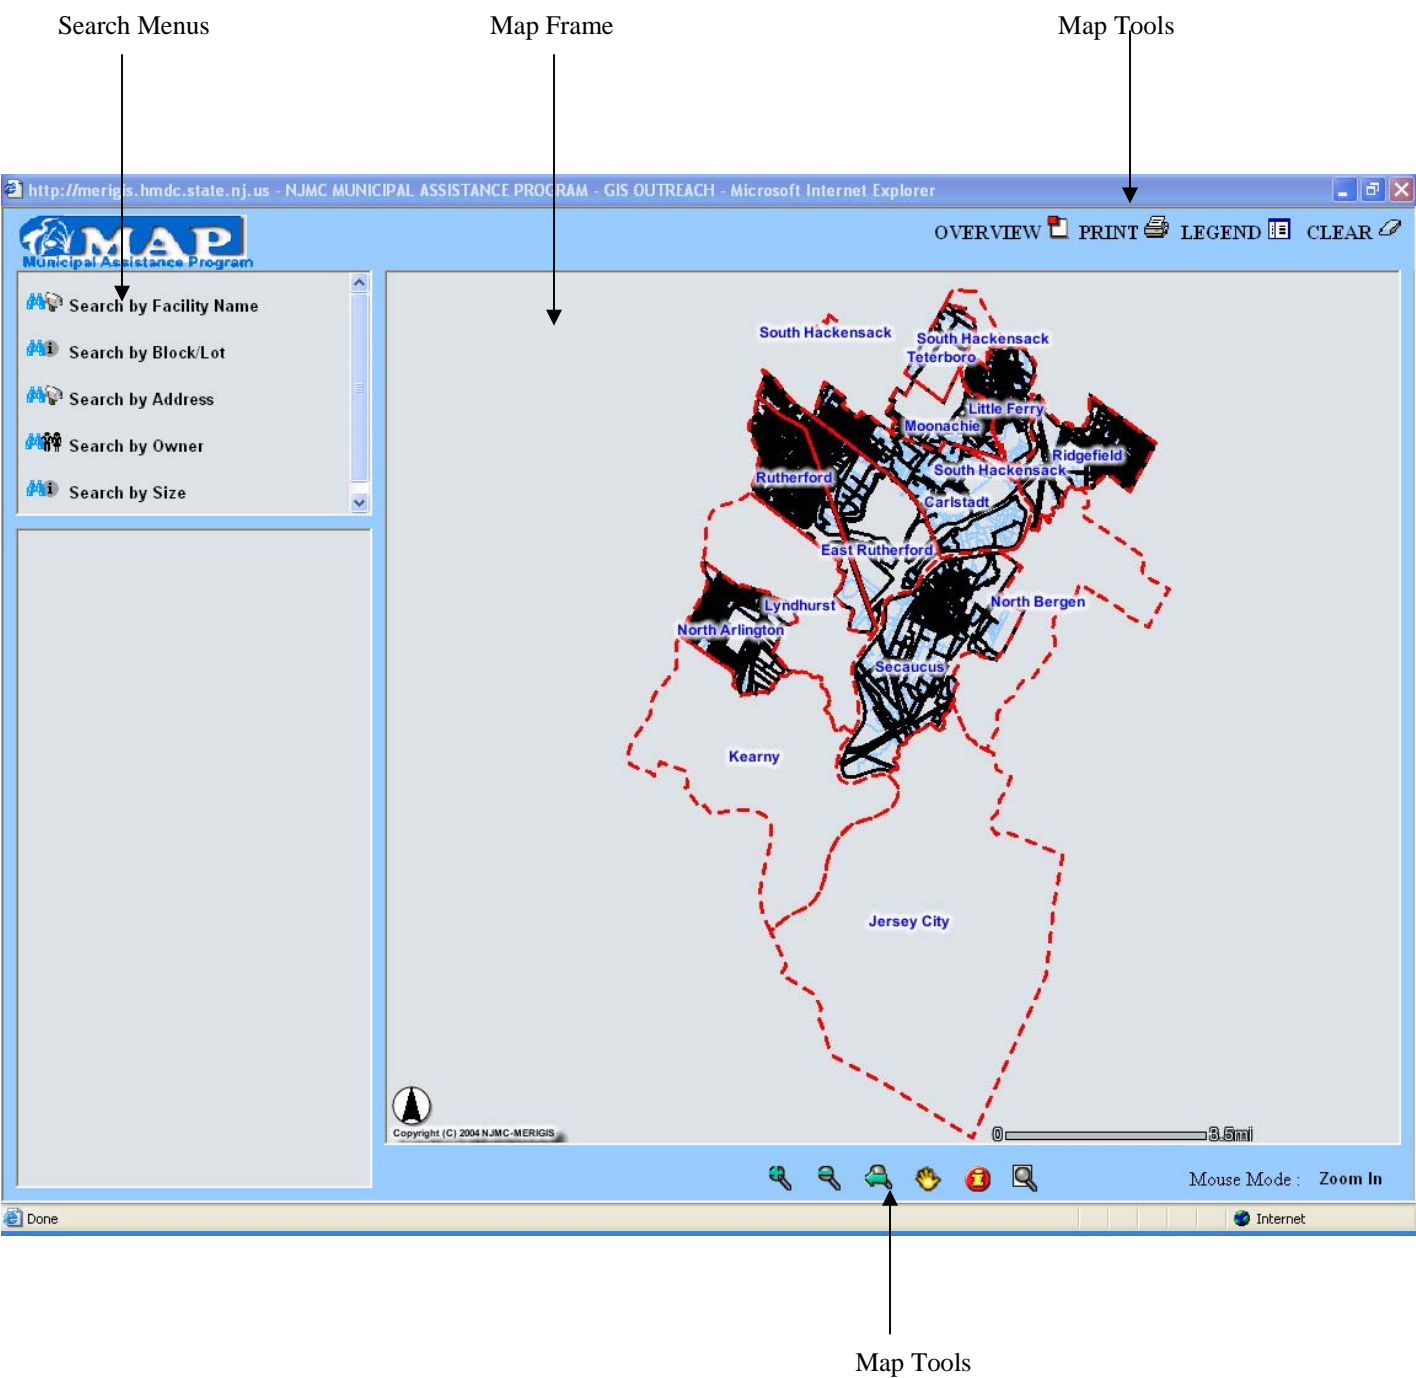 Search Menus
Map Frame
Map Tools
http://merigis.hmdc.state.nj.us - NJMC MUNICIPAL ASSISTANCE PROGRAM - GIS OUTREACH - Microsoft Internet Explorer
MAP
Municipal Assistance Program
OVERVIEW PRINT LEGEND CLEAR
Search by Facility Name
Search by Block/Lot
Search by Address
Search by Owner
Search by Size
South Hackensack
South Hackensack
Teterboro
Little Ferry
Moonachie
Ridgefield
South Hackensack
Rutherford
Carlstadt
East Rutherford
North Bergen
Lyndhurst
North Arlington
Secaucus
Kearny
Jersey City
Copyright (C) 2004 NJMC-MERIGIS
0 3.5mi
Mouse Mode : Zoom In
Done
Internet
Map Tools